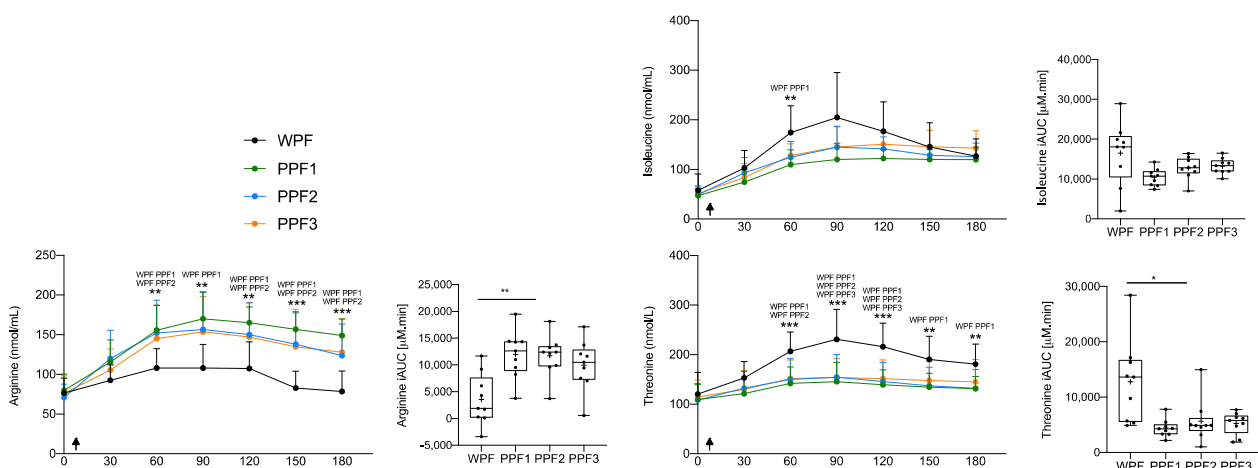 WPF
PPF1
PPF2
PPF3
Arginine (nmol/mL)
250
200
150
100
50
0
WPF PPF1
WPF PPF2
**
WPF PPF1
**
WPF PPF1
WPF PPF2
**
WPF PPF1
WPF PPF2
***
WPF PPF1
WPF PPF2
***
0 30 60 90 120 150 180
Arginine iAUC [µM.min]
25,000
20,000
15,000
10,000
5,000
0
-5,000
**
WPF PPF1 PPF2 PPF3
Isoleucine (nmol/mL)
400
300
200
100
0
WPF PPF1
**
0 30 60 90 120 150 180
Isoleucine iAUC [µM.min]
40,000
30,000
20,000
10,000
0
WPF PPF1 PPF2 PPF3
Threonine (nmol/L)
400
300
200
100
0
WPF PPF1
WPF PPF2
***
WPF PPF1
WPF PPF2
WPF PPF3
***
WPF PPF1
WPF PPF2
WPF PPF3
***
WPF PPF1
**
WPF PPF1
**
0 30 60 90 120 150 180
Threonine iAUC [µM.min]
30,000
20,000
10,000
0
*
WPF PPF1 PPF2 PPF3